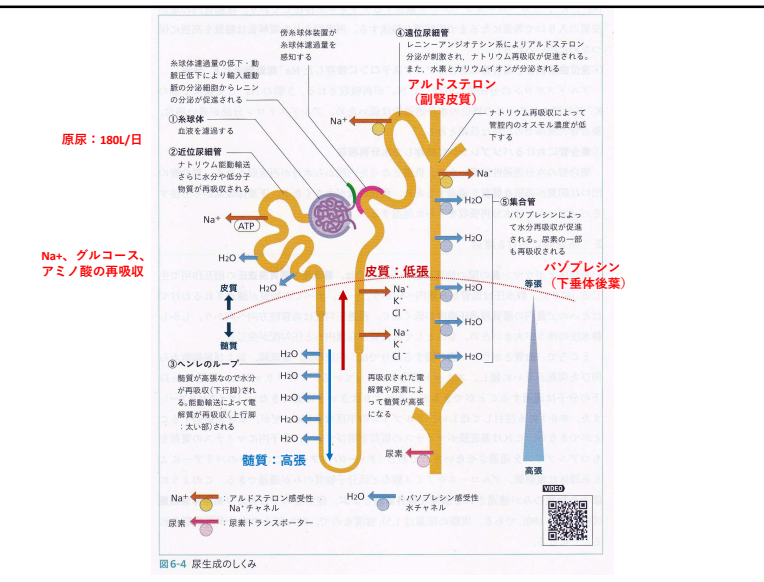 傍糸球体装置が
糸球体濾過量を
感知する
④遠位尿細管
レニン－アンジオテシン系によりアルドステロン
分泌が刺激され、ナトリウム再吸収が促進される。
また、水素とカリウムイオンが分泌される
糸球体濾過量の低下・動
脈圧低下により輸入細動
脈の分泌細胞からレニン
の分泌が促進される
アルドステロン
（副腎皮質）
①糸球体
血液を濾過する
原尿：180L/日
Na⁺
ナトリウム再吸収によって
管腔内のオスモル濃度が低
下する
②近位尿細管
ナトリウム能動輸送
さらに水分や低分子
物質が再吸収される
Na⁺
H2O
⑤集合管
バソプレシンによっ
て水分再吸収が促進
される。尿素の一部
も再吸収される
Na⁺
ATP
H2O
Na+、グルコース、
アミノ酸の再吸収
H2O
H2O
皮質：低張
バゾプレシン
（下垂体後葉）
等張
皮質
髄質
Na⁺
K⁺
Cl⁻
H2O
H2O
Na⁺
K⁺
Cl⁻
H2O
H2O
③ヘンレのループ
髄質が高張なので水分
が再吸収（下行脚）さ
れる。能動輸送によって電
解質が再吸収（上行脚
：太い部）される
H2O
H2O
H2O
H2O
再吸収された電
解質や尿素によ
って髄質が高張
になる
髄質：高張
尿素
高張
Na⁺
：アルドステロン感受性
Na⁺チャネル
H2O
：バソプレシン感受性
水チャネル
尿素
：尿素トランスポーター
VIDEO
図6-4 尿生成のしくみ